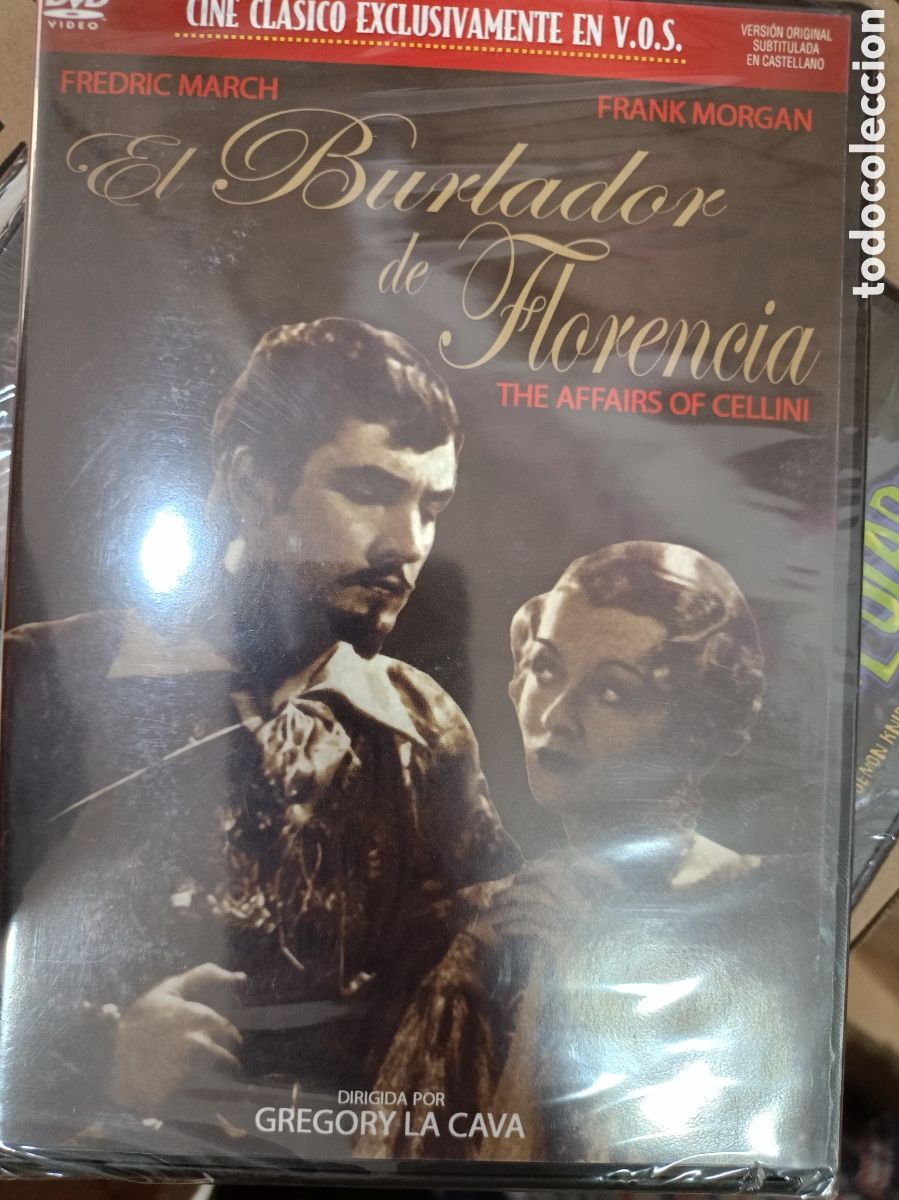 DVD
VIDEO
CINE CLÁSICO EXCLUSIVAMENTE EN V.O.S.
VERSIÓN ORIGINAL
SUBTITULADA
EN CASTELLANO
FREDRIC MARCH
FRANK MORGAN
El Burlador
de Florencia
THE AFFAIRS OF CELLINI
DIRIGIDA POR
GREGORY LA CAVA
todocoleccion